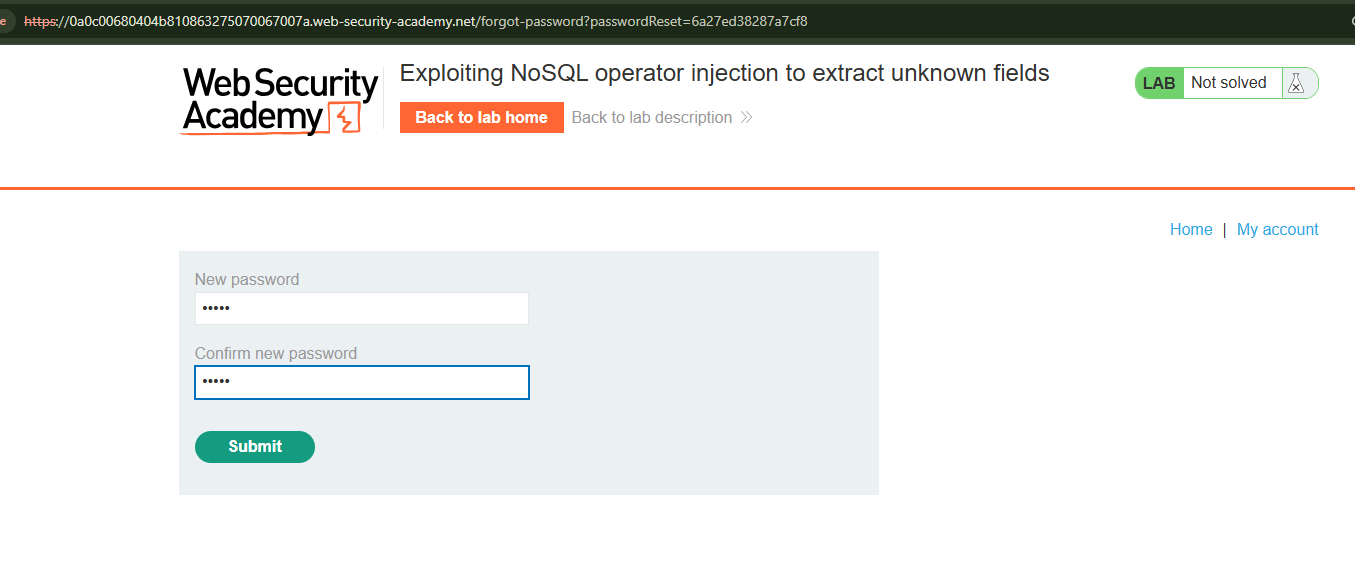 e https://0a0c00680404b810863275070067007a.web-security-academy.net/forgot-password?passwordReset=6a27ed38287a7cf8
Web Security
Academy
Exploiting NoSQL operator injection to extract unknown fields
Back to lab home
Back to lab description
LAB Not solved
Home | My account
New password
•••••
Confirm new password
•••••
Submit